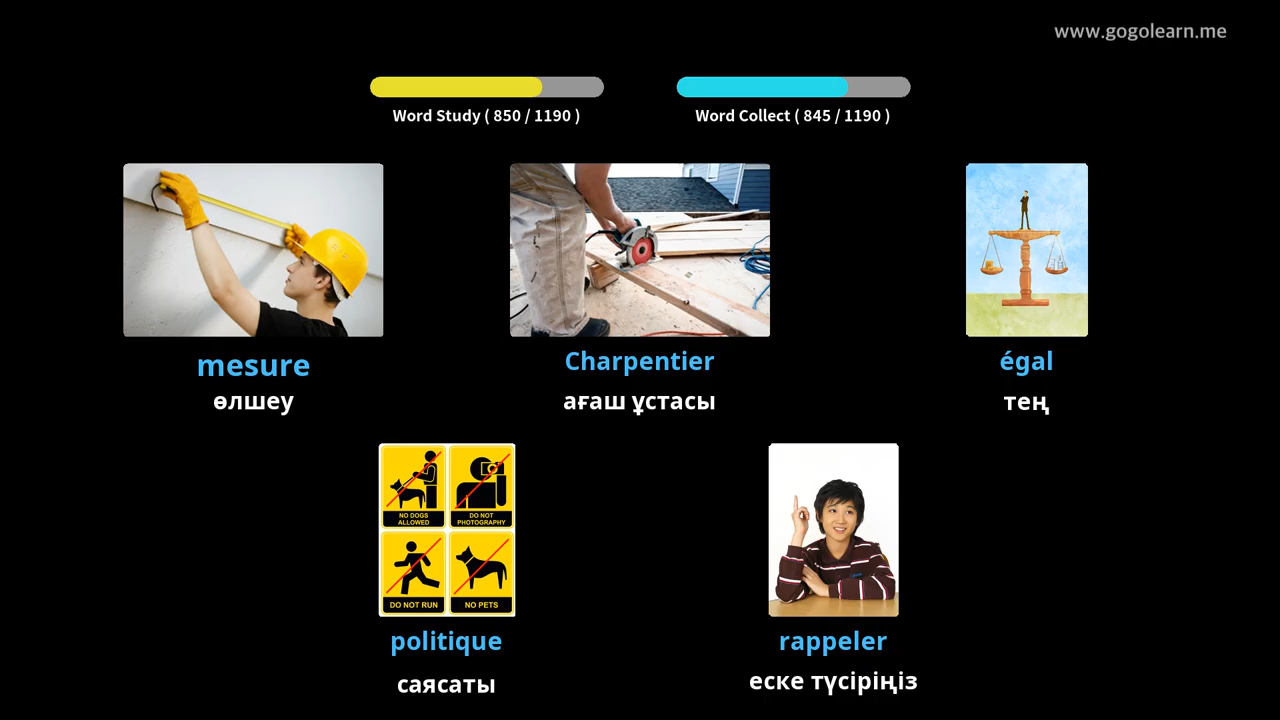 www.gogolearn.me
Word Study ( 850 / 1190 )
Word Collect ( 845 / 1190 )
mesure
Charpentier
égal
өлшеу
ағаш ұстасы
тең
NO DOGS
ALLOWED
DO NOT
PHOTOGRAPHY
DO NOT RUN
NO PETS
politique
rappeler
саясаты
еске түсіріңіз